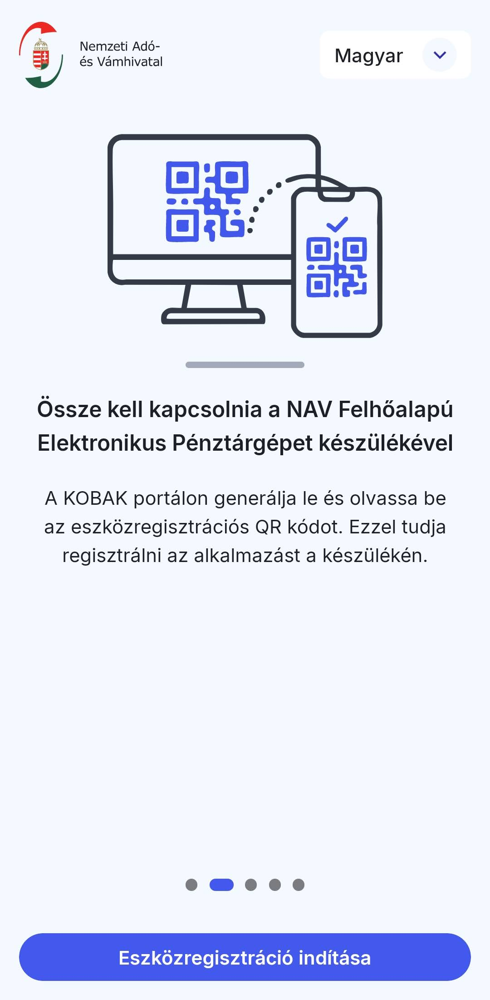 Nemzeti Adó-
és Vámhivatal
Magyar
Össze kell kapcsolnia a NAV Felhőalapú
Elektronikus Pénztárgépet készülékével
A KOBAK portálon generálja le és olvassa be
az eszközregisztrációs QR kódot. Ezzel tudja
regisztrálni az alkalmazást a készülékén.
Eszközregisztráció indítása